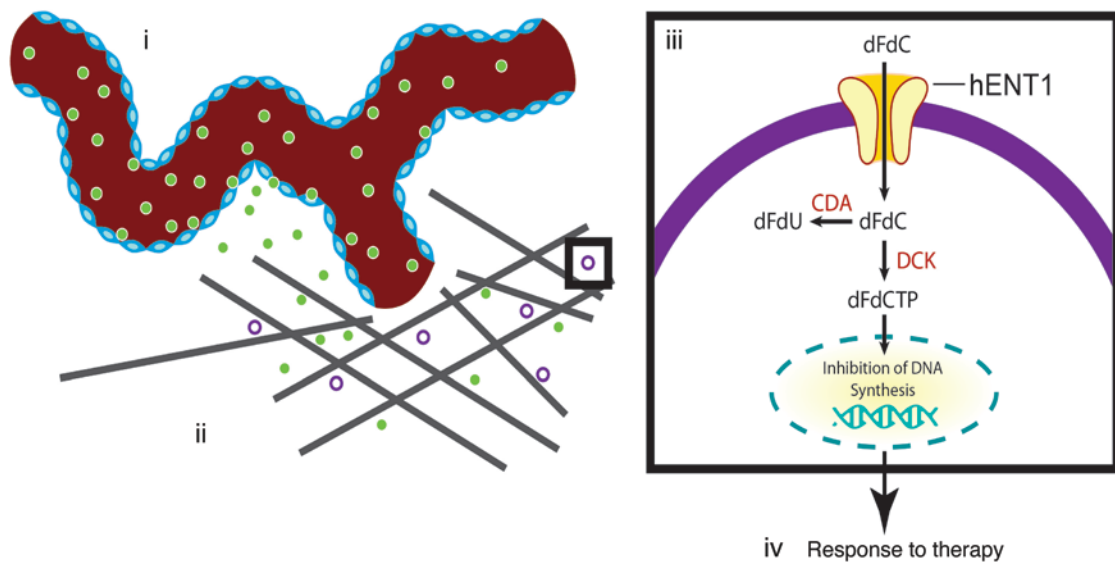 i
ii
iii
dFdC
hENT1
CDA
dFdU
dFdC
DCK
dFdCTP
Inhibition of DNA
Synthesis
iv
Response to therapy